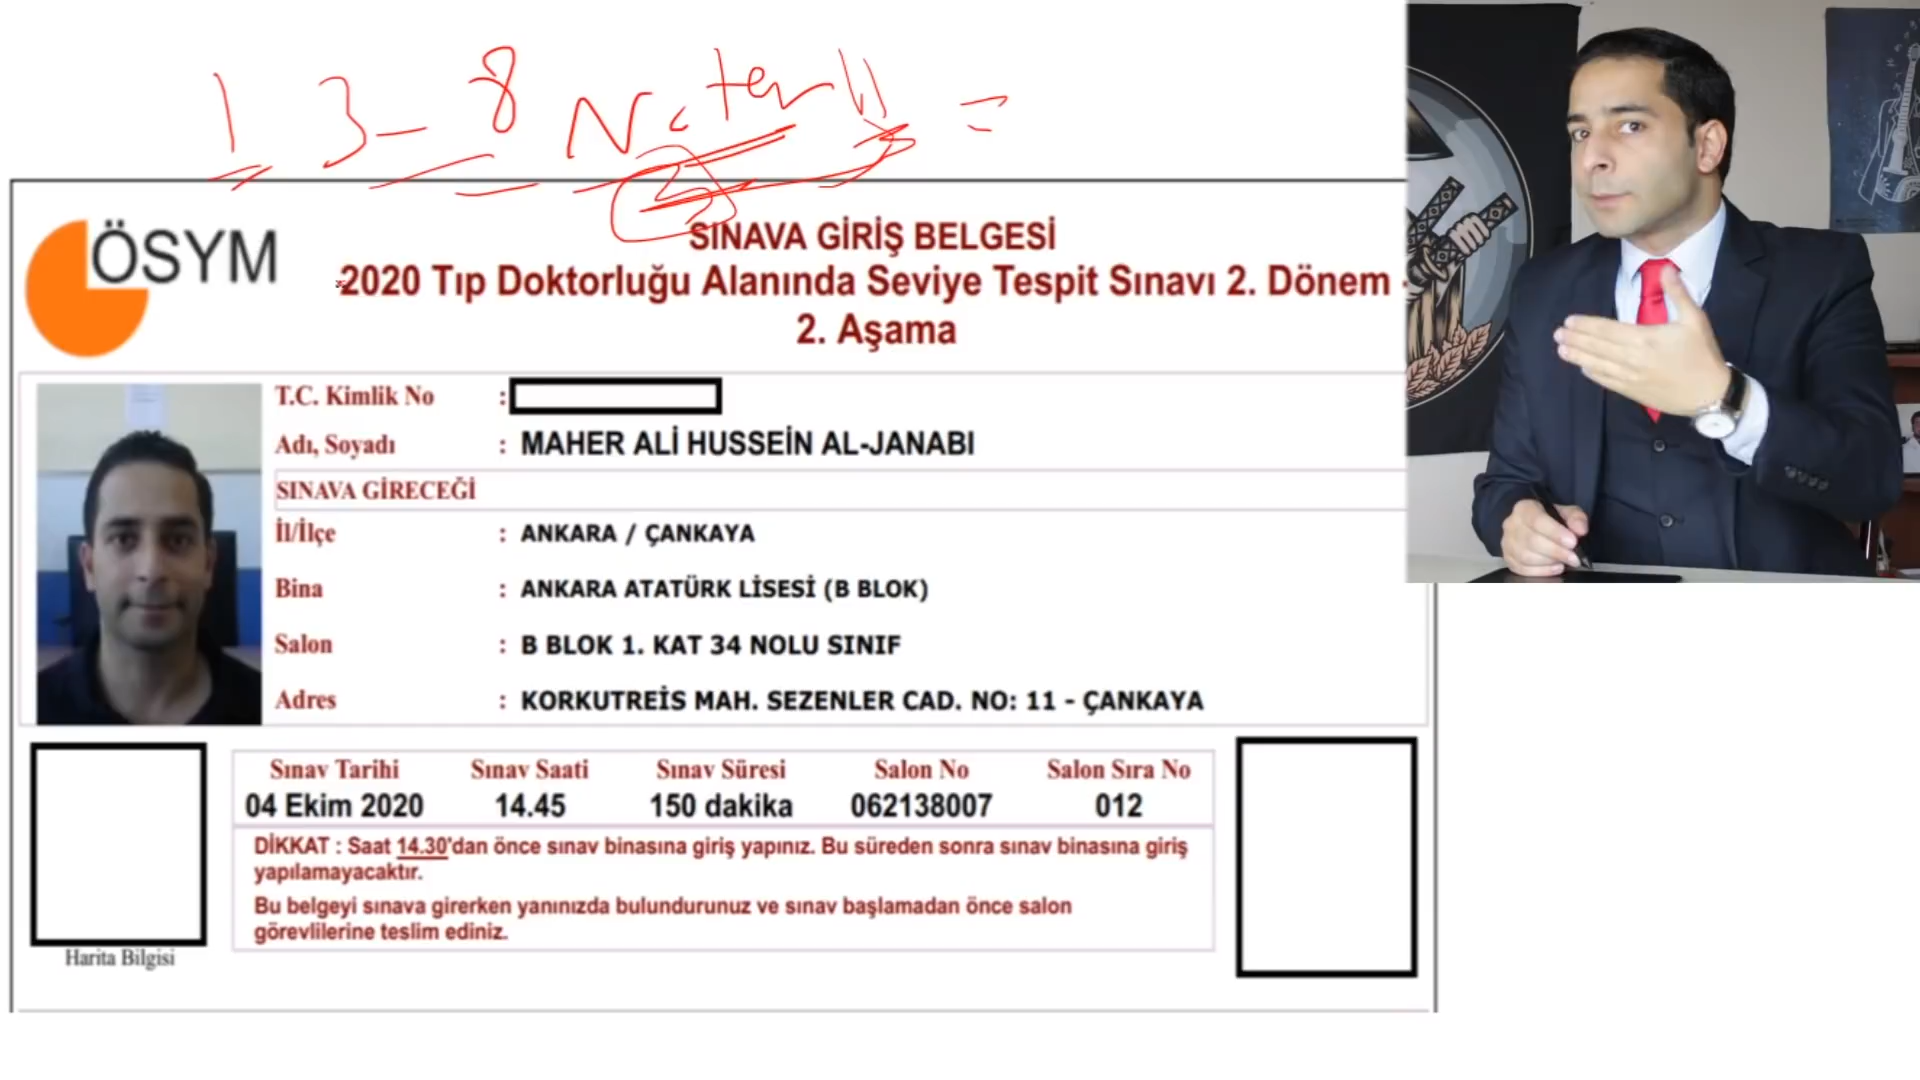 1 3 - 8 Noter 11 =
3
ÖSYM
SINAVA GİRİŞ BELGESİ
2020 Tıp Doktorluğu Alanında Seviye Tespit Sınavı 2. Dönem -
2. Aşama
T.C. Kimlik No :
Adı, Soyadı : MAHER ALİ HUSSEİN AL-JANABI
SINAVA GİRECEĞİ
İl/İlçe : ANKARA / ÇANKAYA
Bina : ANKARA ATATÜRK LİSESİ (B BLOK)
Salon : B BLOK 1. KAT 34 NOLU SINIF
Adres : KORKUTREİS MAH. SEZENLER CAD. NO: 11 - ÇANKAYA
Sınav Tarihi Sınav Saati Sınav Süresi Salon No Salon Sıra No
04 Ekim 2020 14.45 150 dakika 062138007 012
DİKKAT : Saat 14.30'dan önce sınav binasına giriş yapınız. Bu süreden sonra sınav binasına giriş
yapılamayacaktır.
Bu belgeyi sınava girerken yanınızda bulundurunuz ve sınav başlamadan önce salon
görevlilerine teslim ediniz.
Harita Bilgisi